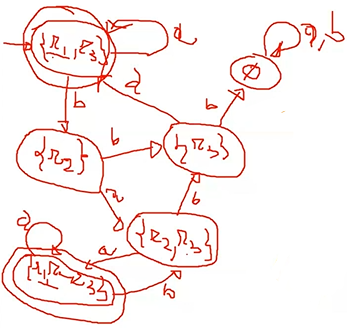 {r1, r3} a
a, b
a
b
b
ϕ
{r2} b {r3}
a
b
{r2, r3}
a
a
{r1, r2, r3}
b